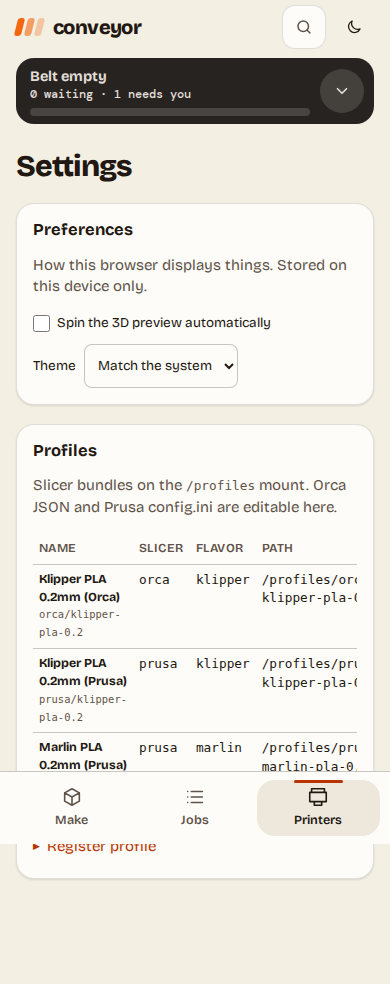 conveyor
Belt empty
0 waiting · 1 needs you
Settings
Preferences
How this browser displays things. Stored on
this device only.
Spin the 3D preview automatically
Theme
Match the system
Profiles
Slicer bundles on the /profiles mount. Orca
JSON and Prusa config.ini are editable here.
NAME SLICER FLAVOR PATH
Klipper PLA
0.2mm (Orca)
orca/klipper-
pla-0.2
orca klipper /profiles/orc
klipper-pla-0
Klipper PLA
0.2mm (Prusa)
prusa/klipper-
pla-0.2
prusa klipper /profiles/pru
klipper-pla-0
Marlin PLA
0.2mm (Prusa)
prusa marlin /profiles/pru
marlin-pla-0.
Make
Jobs
Printers
Register profile